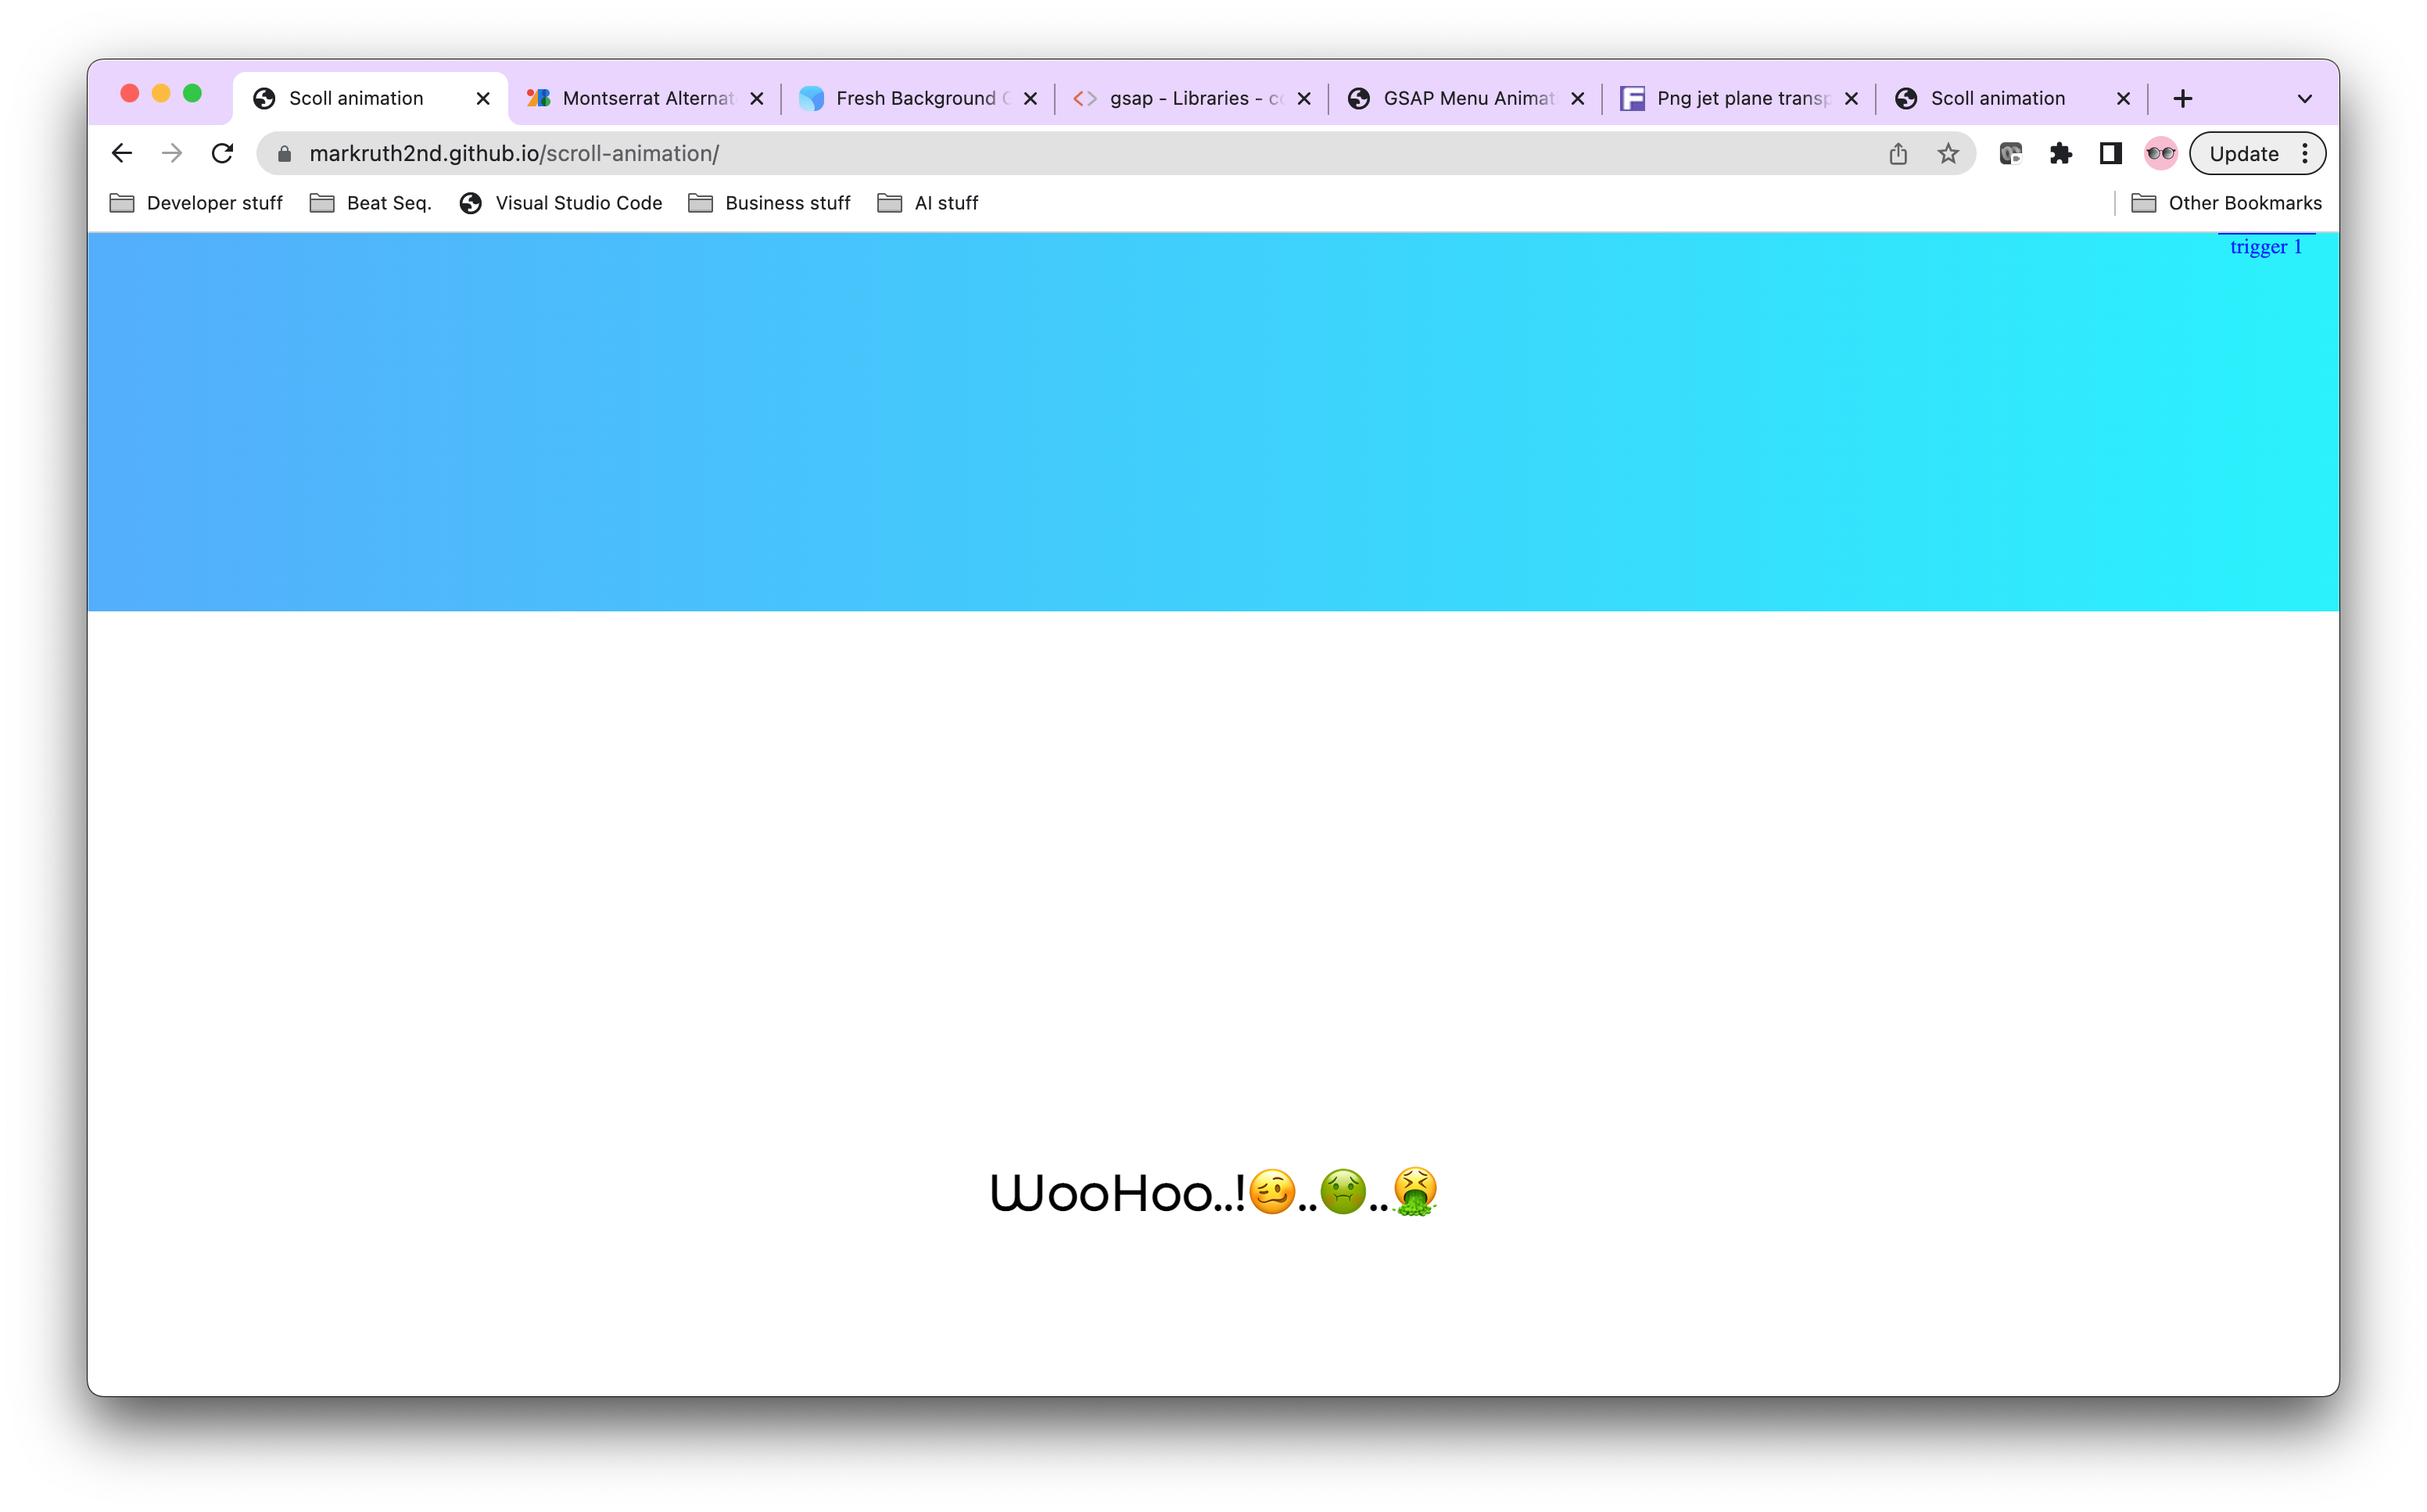 Scoll animation
Montserrat Alternat
Fresh Background
gsap - Libraries - c
GSAP Menu Animat
Png jet plane transp
Scoll animation
markruth2nd.github.io/scroll-animation/
Update
Developer stuff
Beat Seq.
Visual Studio Code
Business stuff
AI stuff
Other Bookmarks
trigger 1
WooHoo..!🥴..🤢..🤮